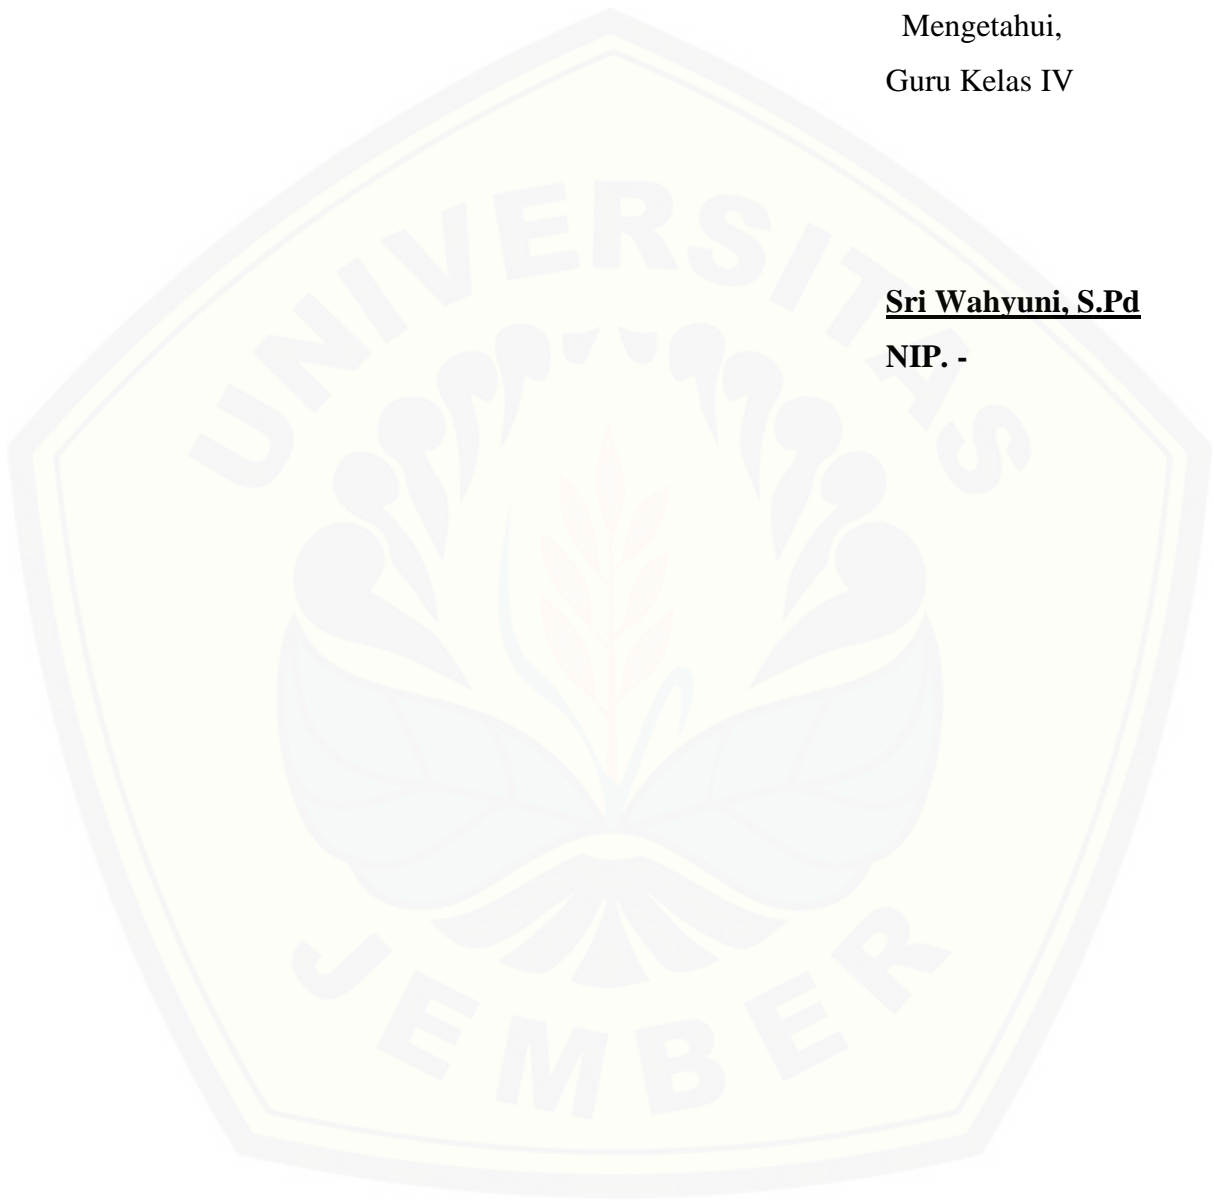 Mengetahui,
Guru Kelas IV
UNIVERSITAS
Sri Wahyuni, S.Pd
NIP. -
JEMBER